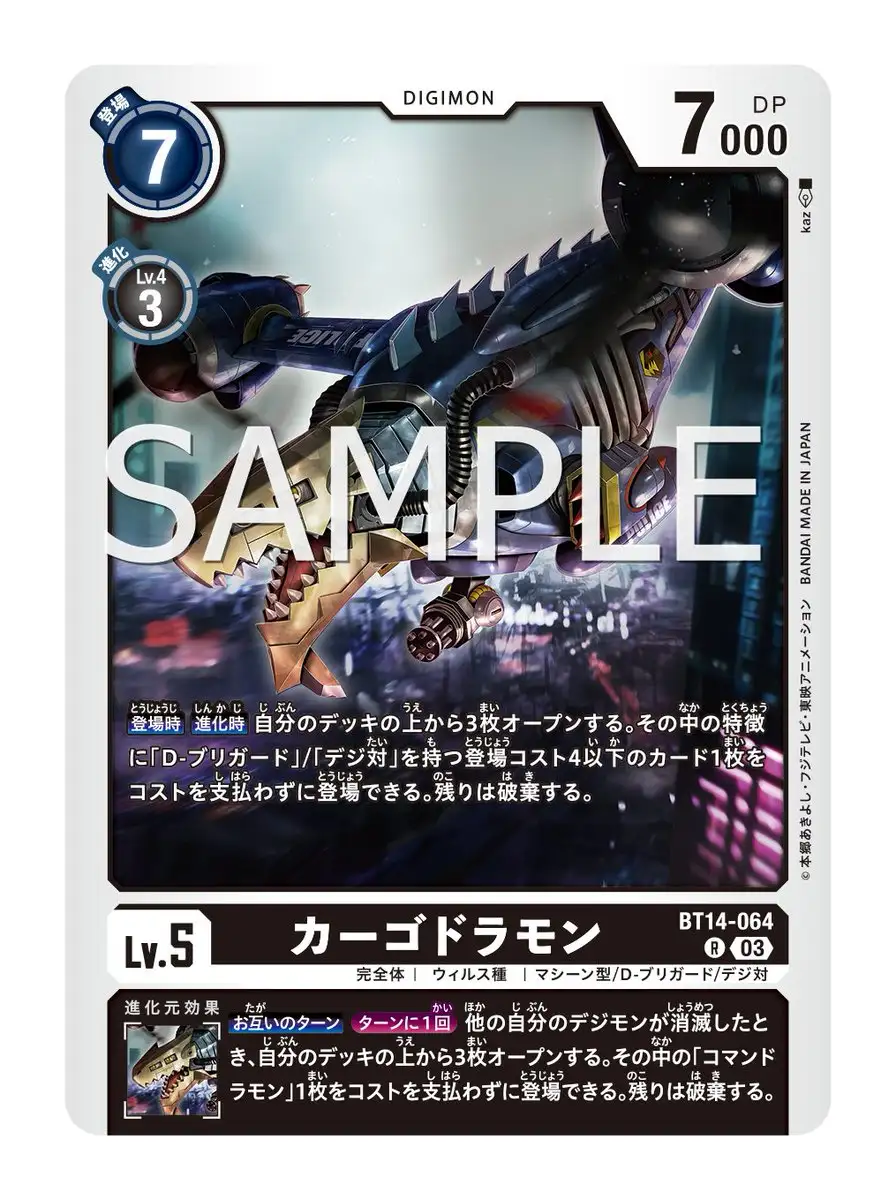 DIGIMON
登場
7
7000
DP
進化
Lv.4
3
kaz
POLICE
SAMPLE
POLICE
BANDAI MADE IN JAPAN
©本郷あきよし・フジテレビ・東映アニメーション
登場時 進化時 自分のデッキの上から3枚オープンする。その中の特徴
に「D-ブリガード」/「デジ対」を持つ登場コスト4以下のカード1枚を
コストを支払わずに登場できる。残りは破棄する。
Lv.5
カーゴドラモン
BT14-064
R 03
完全体 | ウィルス種 | マシーン型/D-ブリガード/デジ対
進化元効果
お互いのターン ターンに1回 他の自分のデジモンが消滅したと
き、自分のデッキの上から3枚オープンする。その中の「コマンド
ラモン」1枚をコストを支払わずに登場できる。残りは破棄する。